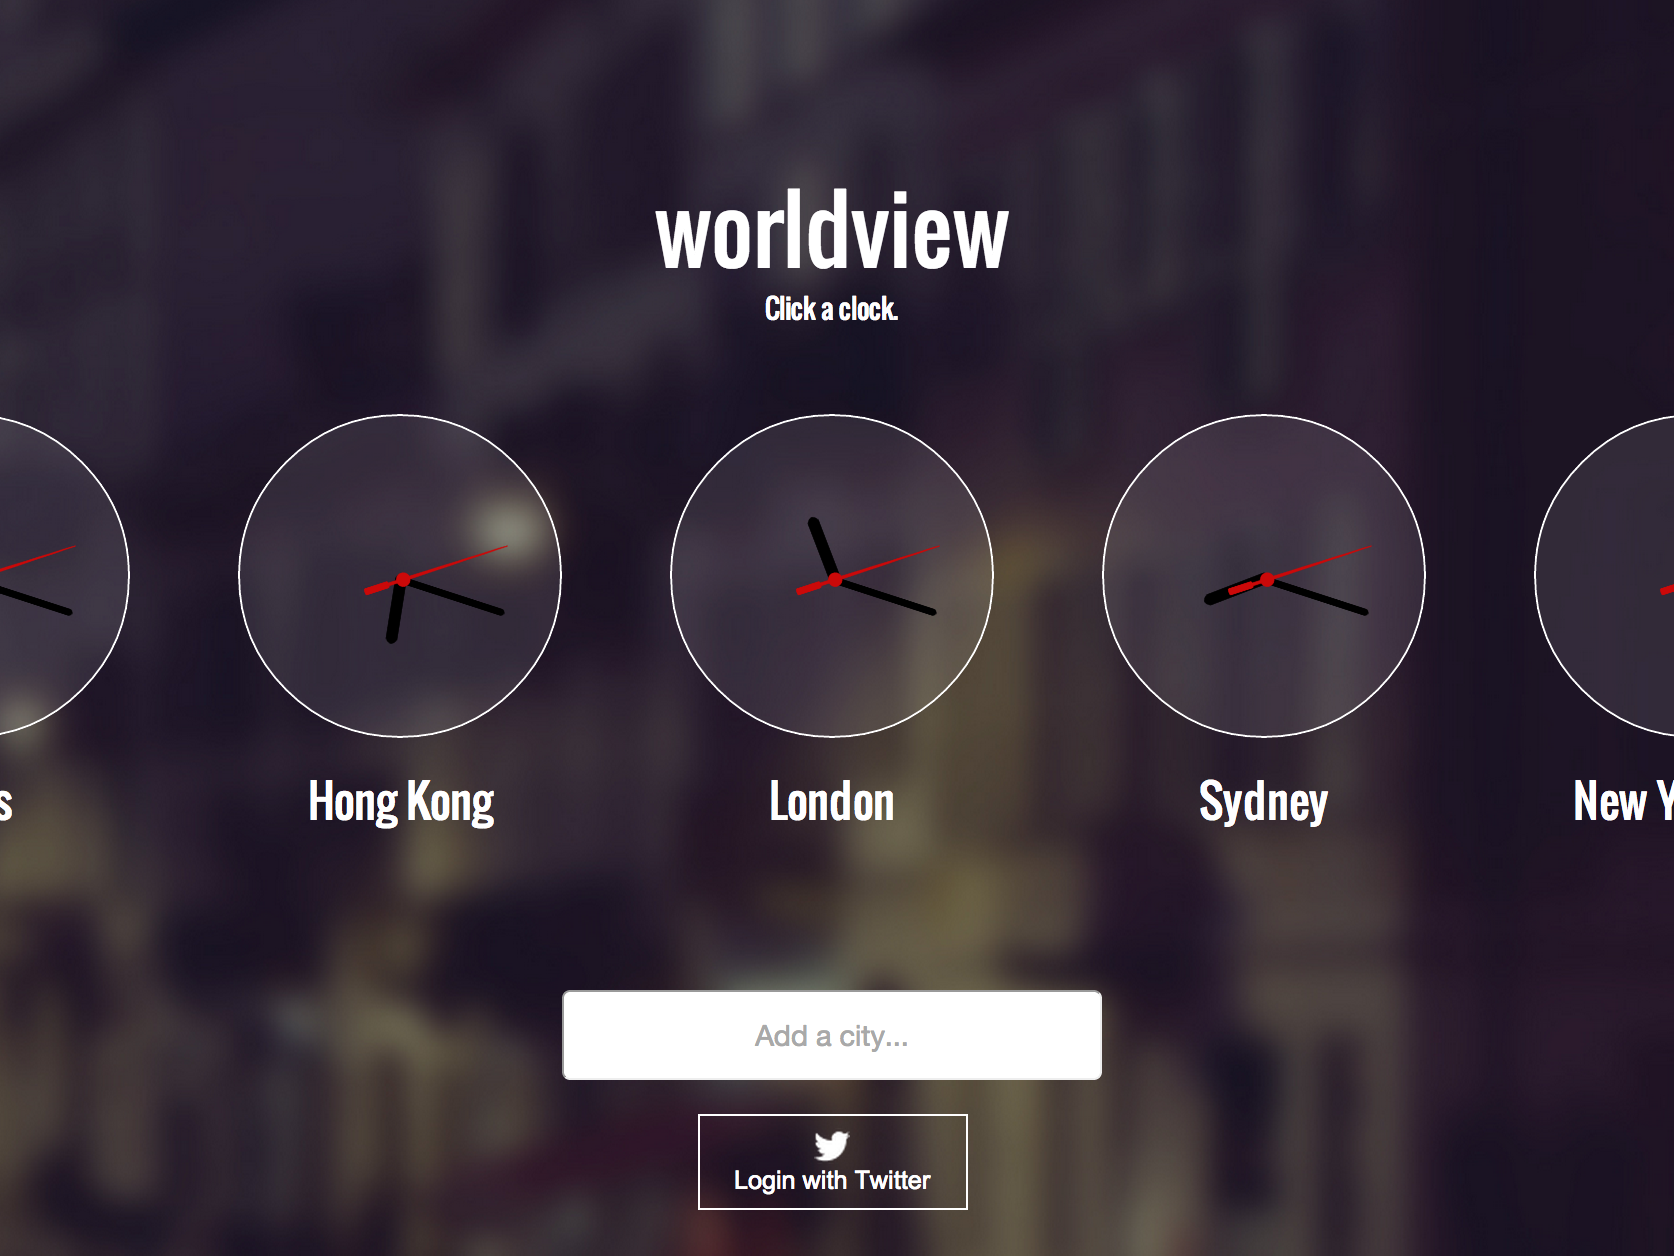 worldview
Click a clock.
s
Hong Kong
London
Sydney
New Y
Add a city...
Login with Twitter